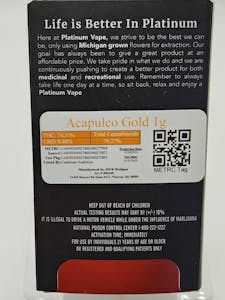 Life is Better In Platinum
Here at Platinum Vape, we strive to be the best we can
be, only using Michigan grown flowers for extraction. Our
goal has always been to give a great product at an
affordable price. We take pride in what we do and we are
continuously pushing to create a better product for both
medicinal and recreational use. Remember to always
take life one day at a time, so sit back, relax and enjoy a
Platinum Vape
Acapulco Gold 1g
Total Cannabinoids
METRC Tag
KEEP OUT OF REACH OF CHILDREN
ACTUAL TESTING RESULTS MAY VARY BY (+/-) 10%
IT IS ILLEGAL TO DRIVE A MOTOR VEHICLE WHILE UNDER THE INFLUENCE OF MARIJUANA
NATIONAL POISON CONTROL CENTER 1-800-222-1222
ACTIVATION TIME: IMMEDIATELY
FOR USE BY INDIVIDUALS 21 YEARS OF AGE OR OLDER
OR REGISTERED AND QUALIFYING PATIENTS ONLY